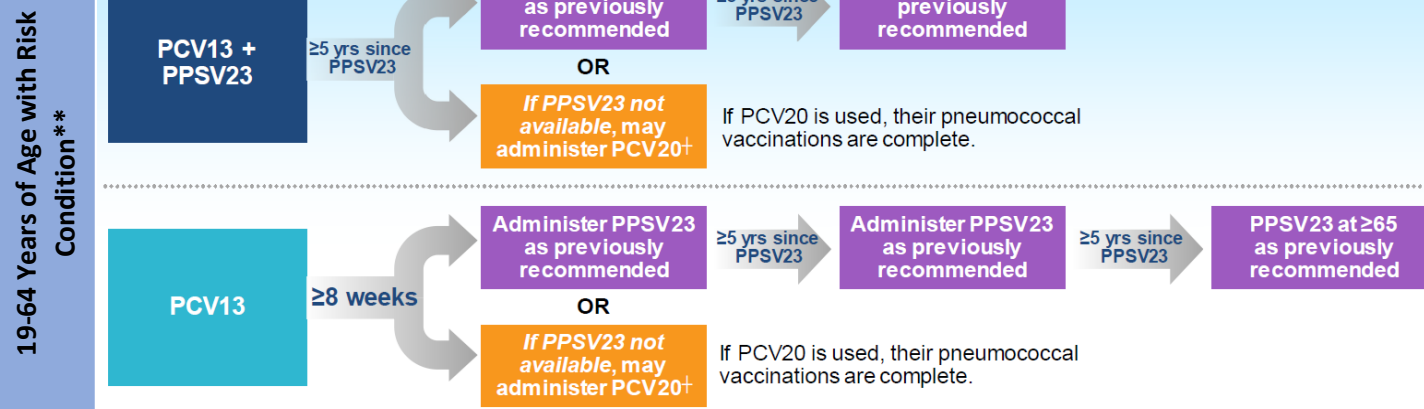 19-64 Years of Age with Risk
Condition**
PCV13 +
PPSV23
≥5 yrs since
PPSV23
as previously
recommended
PPSV23
previously
recommended
OR
If PPSV23 not
available, may
administer PCV20┼
If PCV20 is used, their pneumococcal
vaccinations are complete.
PCV13
≥8 weeks
Administer PPSV23
as previously
recommended
≥5 yrs since
PPSV23
Administer PPSV23
as previously
recommended
≥5 yrs since
PPSV23
PPSV23 at ≥65
as previously
recommended
OR
If PPSV23 not
available, may
administer PCV20┼
If PCV20 is used, their pneumococcal
vaccinations are complete.